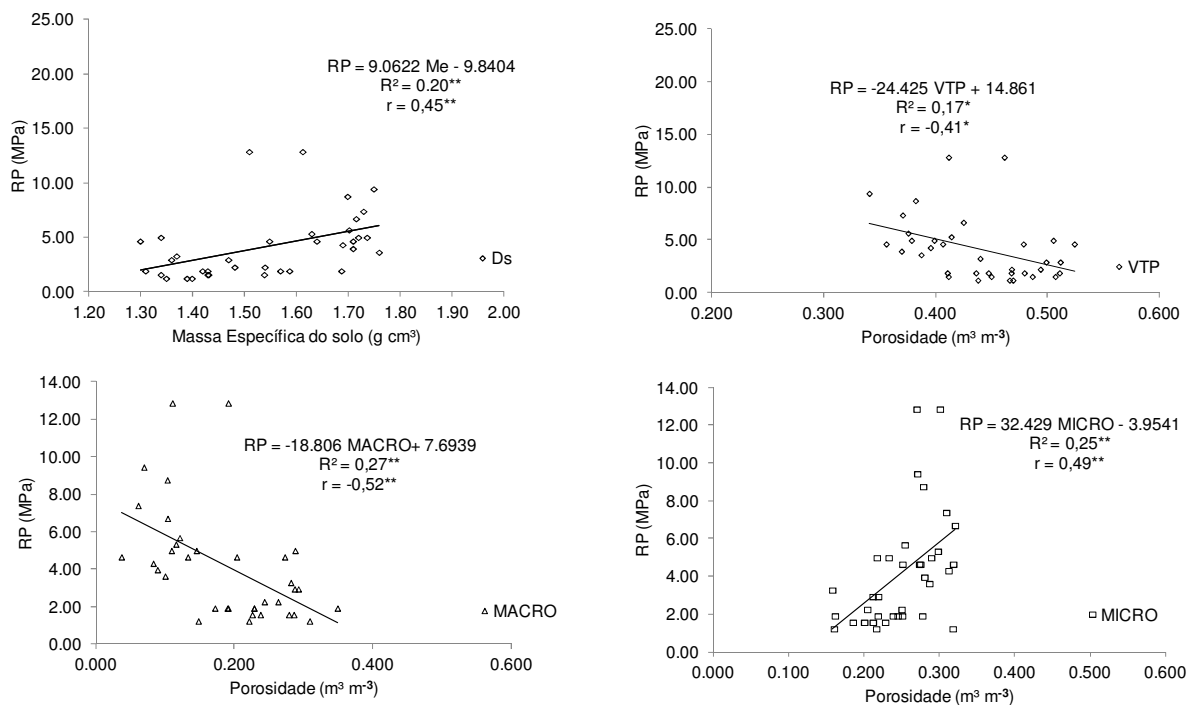 25.00
20.00
15.00
10.00
5.00
0.00
RP (MPa)
RP = 9.0622 Me - 9.8404
R² = 0.20**
r = 0,45**
Ds
1.20 1.30 1.40 1.50 1.60 1.70 1.80 1.90 2.00
Massa Específica do solo (g cm³)
25.00
20.00
15.00
10.00
5.00
0.00
RP (MPa)
RP = -24.425 VTP + 14.861
R² = 0,17*
r = -0,41*
VTP
0.200 0.300 0.400 0.500 0.600
Porosidade (m³ m⁻³)
14.00
12.00
10.00
8.00
6.00
4.00
2.00
0.00
RP (MPa)
RP = -18.806 MACRO+ 7.6939
R² = 0,27**
r = -0,52**
MACRO
0.000 0.200 0.400 0.600
Porosidade (m³ m⁻³)
14.00
12.00
10.00
8.00
6.00
4.00
2.00
0.00
RP (MPa)
RP = 32.429 MICRO - 3.9541
R² = 0,25**
r = 0,49**
MICRO
0.000 0.100 0.200 0.300 0.400 0.500 0.600
Porosidade (m³ m⁻³)